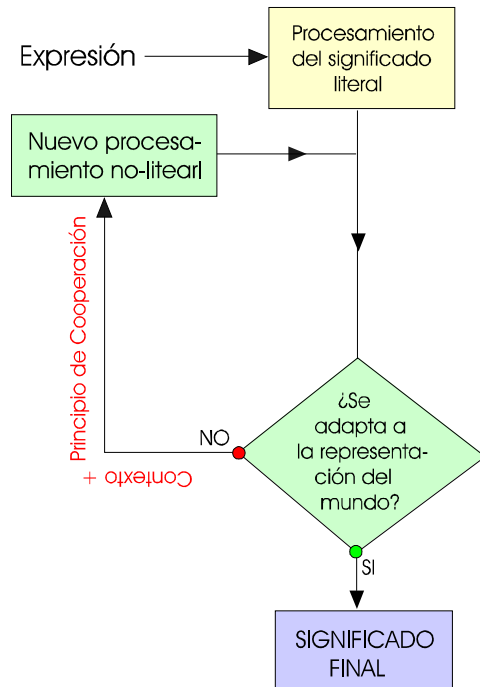 Expresión
Procesamiento
del significado
literal
Nuevo procesa-
miento no-litearl
Principio de Cooperación
+ Contexto
NO
¿Se
adapta a
la representa-
ción del
mundo?
SI
SIGNIFICADO
FINAL